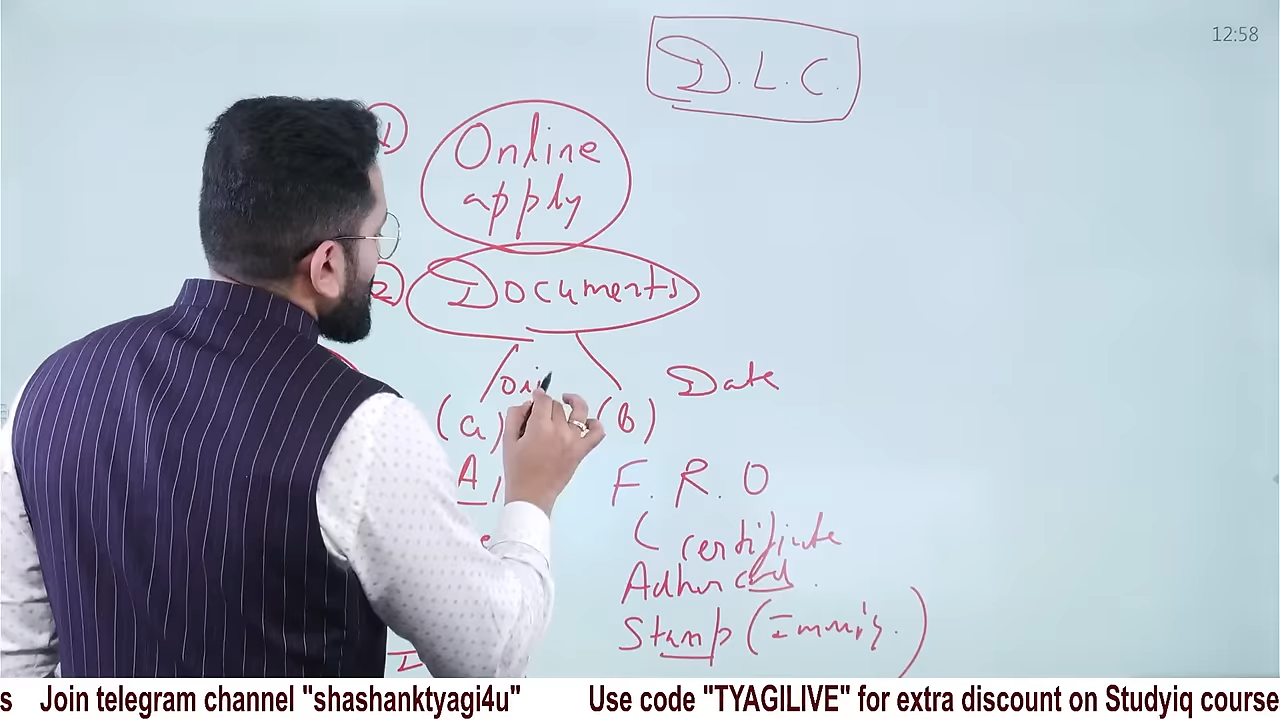 12:58
D.L.C.
1
Online
apply
2
Documents
Date
(a)
(b)
A
F. R. O
certificate
Adhar card.
Stamp (Immig.)
I
s Join telegram channel "shashanktyagi4u" Use code "TYAGILIVE" for extra discount on Studyiq course